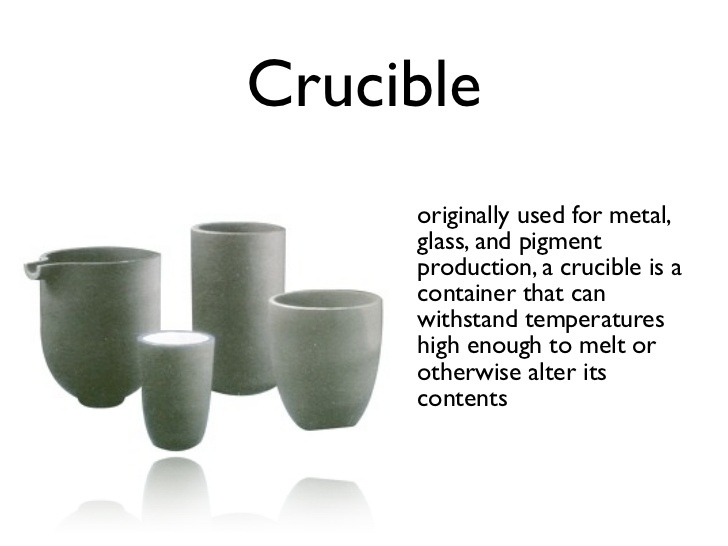 Crucible
originally used for metal,
glass, and pigment
production, a crucible is a
container that can
withstand temperatures
high enough to melt or
otherwise alter its
contents